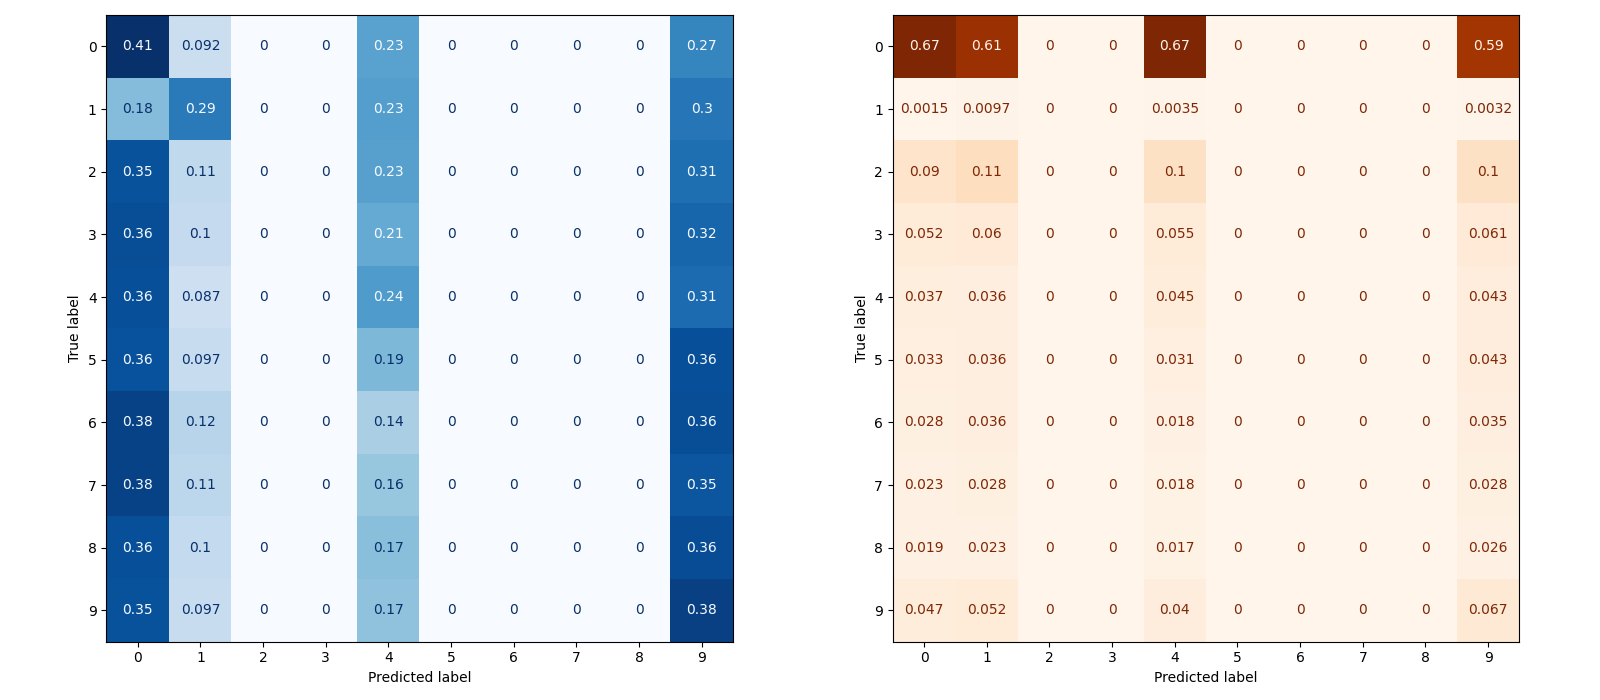 0 0.41 0.092 0 0 0.23 0 0 0 0 0.27
1 0.18 0.29 0 0 0.23 0 0 0 0 0.3
2 0.35 0.11 0 0 0.23 0 0 0 0 0.31
3 0.36 0.1 0 0 0.21 0 0 0 0 0.32
4 0.36 0.087 0 0 0.24 0 0 0 0 0.31
5 0.36 0.097 0 0 0.19 0 0 0 0 0.36
6 0.38 0.12 0 0 0.14 0 0 0 0 0.36
7 0.38 0.11 0 0 0.16 0 0 0 0 0.35
8 0.36 0.1 0 0 0.17 0 0 0 0 0.36
9 0.35 0.097 0 0 0.17 0 0 0 0 0.38
0 1 2 3 4 5 6 7 8 9
Predicted label
True label
0 0.67 0.61 0 0 0.67 0 0 0 0 0.59
1 0.0015 0.0097 0 0 0.0035 0 0 0 0 0.0032
2 0.09 0.11 0 0 0.1 0 0 0 0 0.1
3 0.052 0.06 0 0 0.055 0 0 0 0 0.061
4 0.037 0.036 0 0 0.045 0 0 0 0 0.043
5 0.033 0.036 0 0 0.031 0 0 0 0 0.043
6 0.028 0.036 0 0 0.018 0 0 0 0 0.035
7 0.023 0.028 0 0 0.018 0 0 0 0 0.028
8 0.019 0.023 0 0 0.017 0 0 0 0 0.026
9 0.047 0.052 0 0 0.04 0 0 0 0 0.067
0 1 2 3 4 5 6 7 8 9
Predicted label
True label